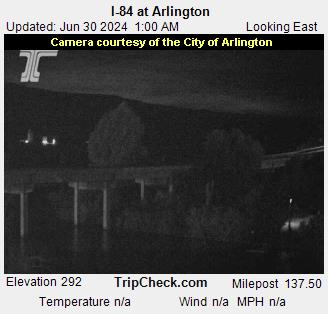 I-84 at Arlington
Updated: Jun 30 2024 1:00 AM Looking East
Camera courtesy of the City of Arlington
Elevation 292 TripCheck.com Milepost 137.50
Temperature n/a Wind n/a MPH n/a